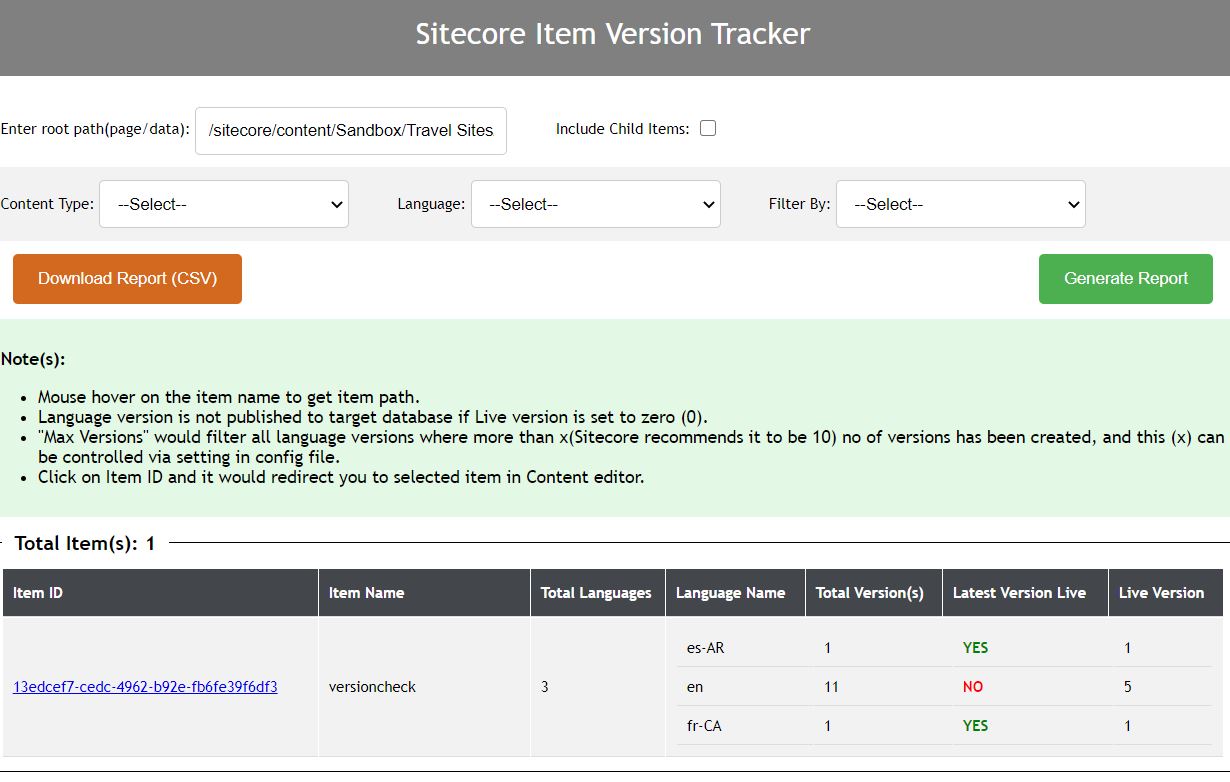 Sitecore Item Version Tracker
Enter root path(page/data): /sitecore/content/Sandbox/Travel Sites Include Child Items:
Content Type: --Select-- Language: --Select-- Filter By: --Select--
Download Report (CSV) Generate Report
Note(s):
• Mouse hover on the item name to get item path.
• Language version is not published to target database if Live version is set to zero (0).
• "Max Versions" would filter all language versions where more than x(Sitecore recommends it to be 10) no of versions has been created, and this (x) can
be controlled via setting in config file.
• Click on Item ID and it would redirect you to selected item in Content editor.
Total Item(s): 1
Item ID Item Name Total Languages Language Name Total Version(s) Latest Version Live Live Version
es-AR 1 YES 1
13edcef7-cedc-4962-b92e-fb6fe39f6df3 versioncheck 3 en 11 NO 5
fr-CA 1 YES 1